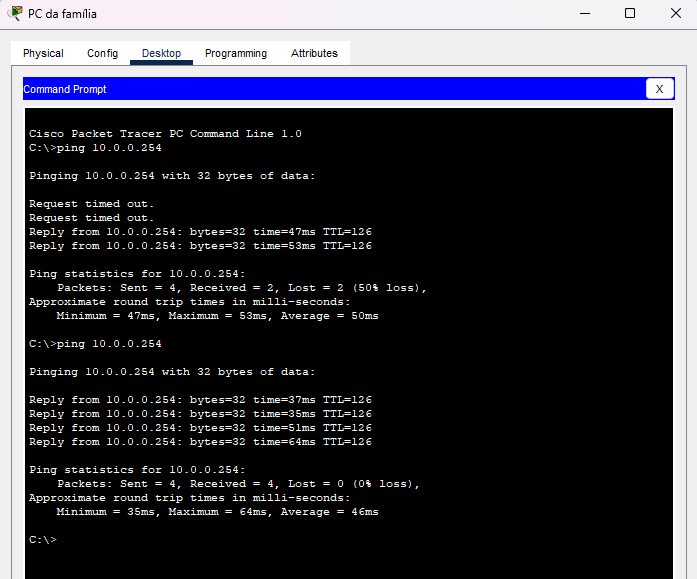 PC da família
Physical Config Desktop Programming Attributes
Command Prompt X
Cisco Packet Tracer PC Command Line 1.0
C:\>ping 10.0.0.254
Pinging 10.0.0.254 with 32 bytes of data:
Request timed out.
Request timed out.
Reply from 10.0.0.254: bytes=32 time=47ms TTL=126
Reply from 10.0.0.254: bytes=32 time=53ms TTL=126
Ping statistics for 10.0.0.254:
Packets: Sent = 4, Received = 2, Lost = 2 (50% loss),
Approximate round trip times in milli-seconds:
Minimum = 47ms, Maximum = 53ms, Average = 50ms
C:\>ping 10.0.0.254
Pinging 10.0.0.254 with 32 bytes of data:
Reply from 10.0.0.254: bytes=32 time=37ms TTL=126
Reply from 10.0.0.254: bytes=32 time=35ms TTL=126
Reply from 10.0.0.254: bytes=32 time=51ms TTL=126
Reply from 10.0.0.254: bytes=32 time=64ms TTL=126
Ping statistics for 10.0.0.254:
Packets: Sent = 4, Received = 4, Lost = 0 (0% loss),
Approximate round trip times in milli-seconds:
Minimum = 35ms, Maximum = 64ms, Average = 46ms
C:\>